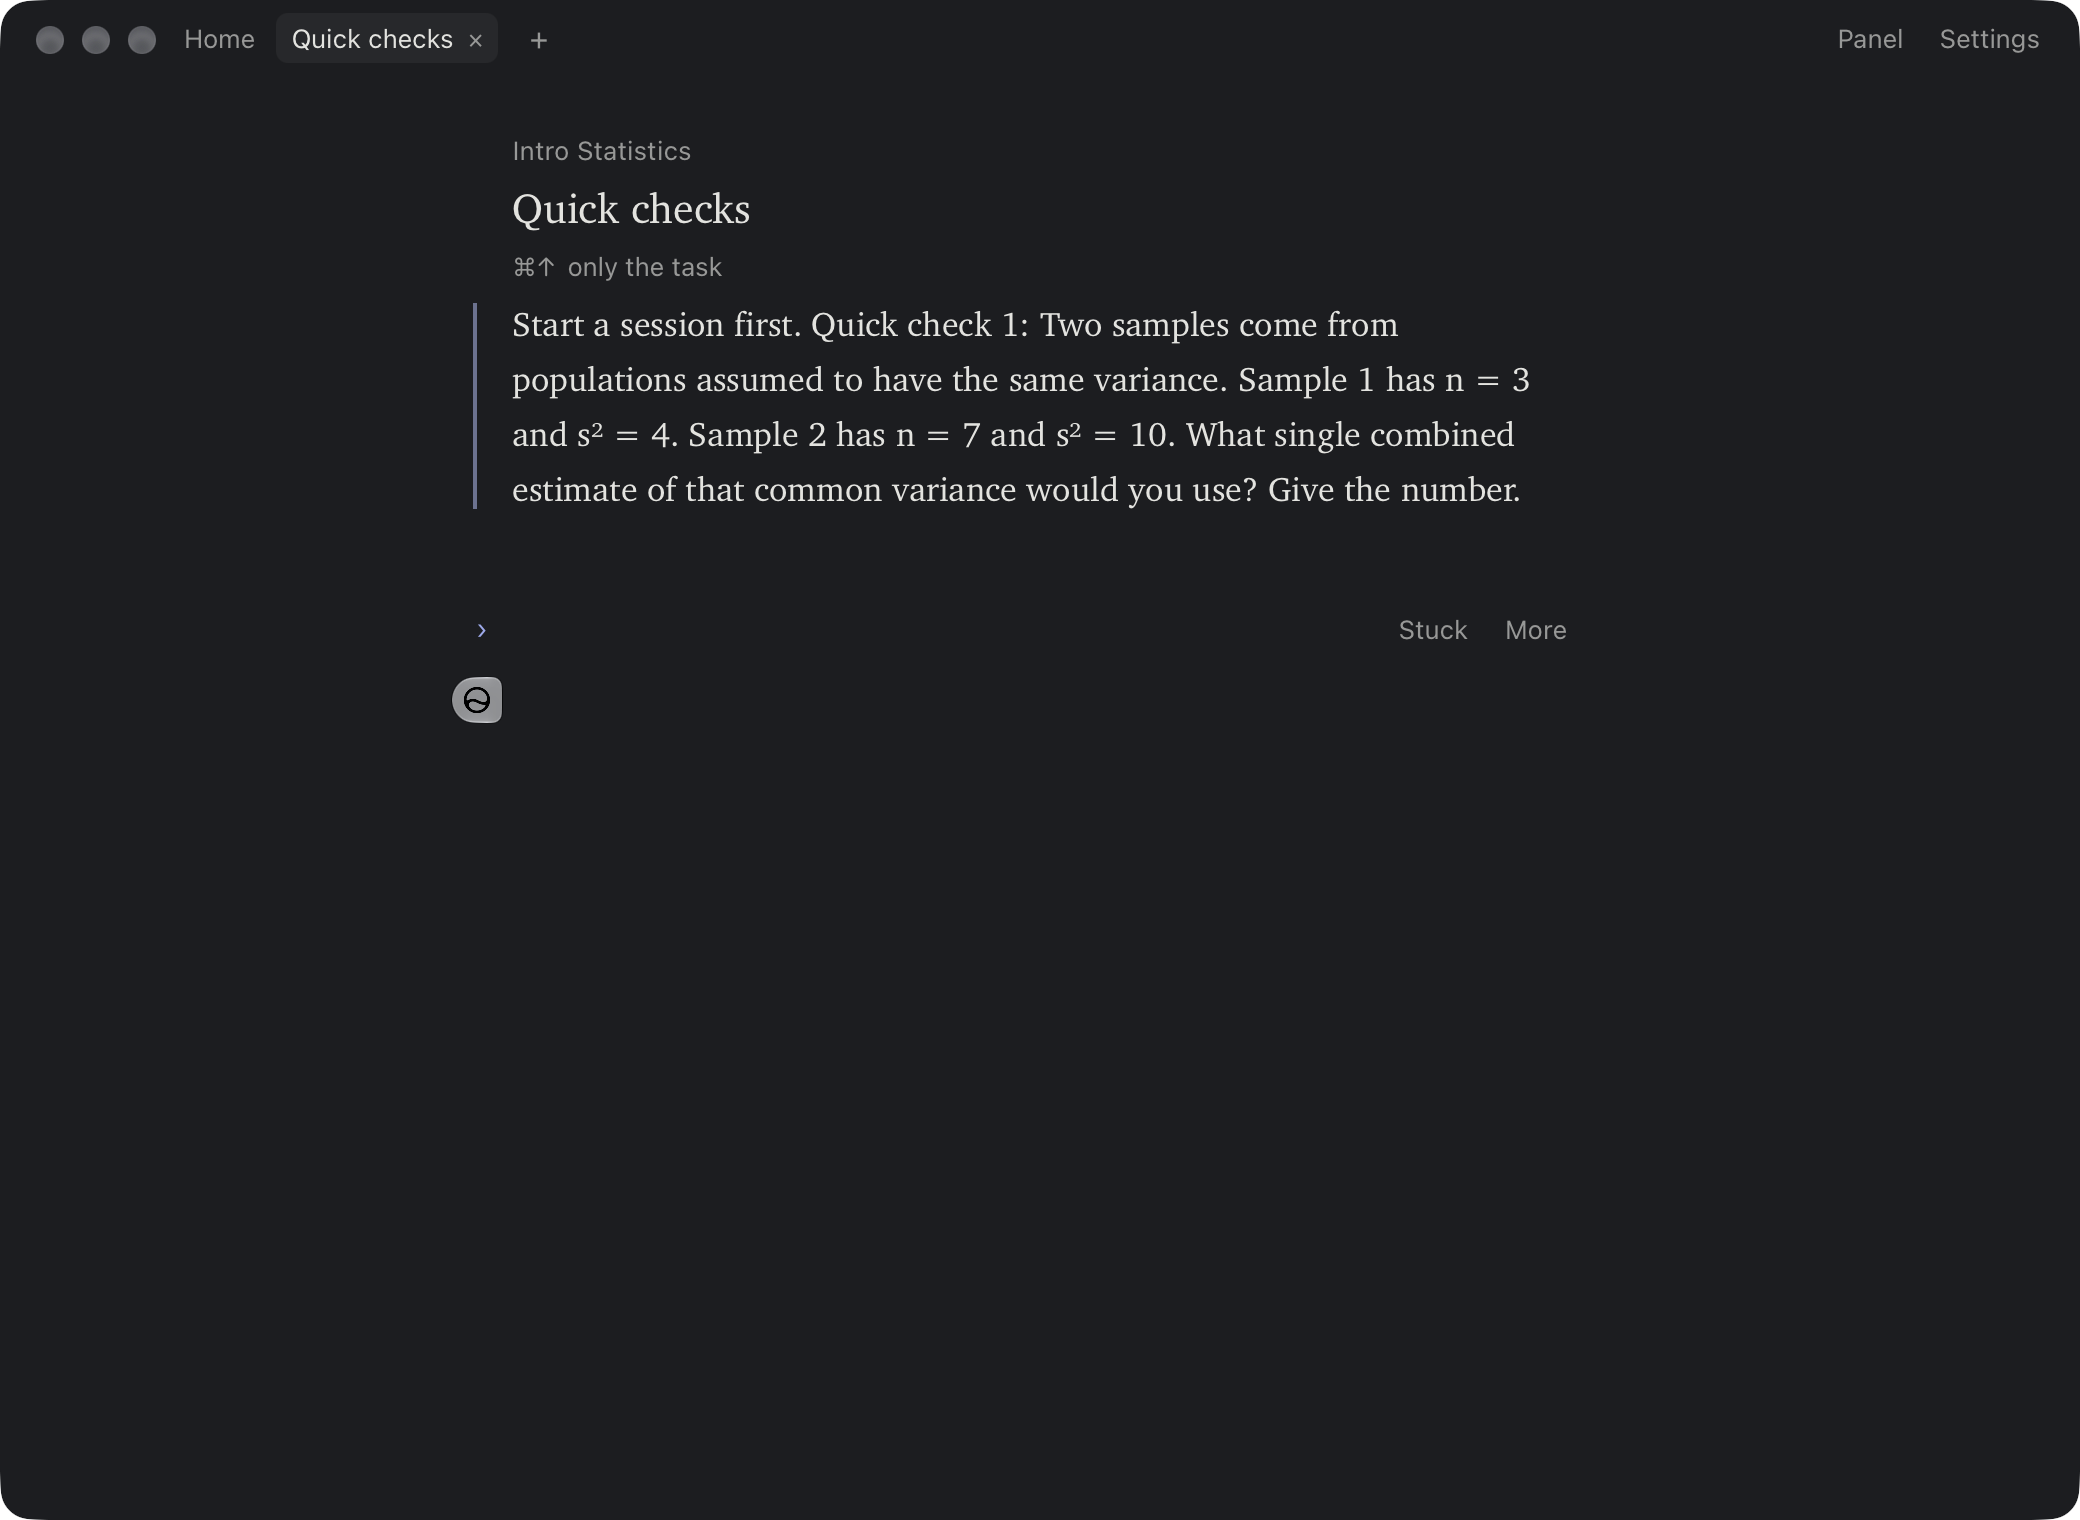 Home Quick checks × + Panel Settings
Intro Statistics
Quick checks
⌘↑ only the task
Start a session first. Quick check 1: Two samples come from
populations assumed to have the same variance. Sample 1 has n = 3
and s² = 4. Sample 2 has n = 7 and s² = 10. What single combined
estimate of that common variance would you use? Give the number.
› Stuck More